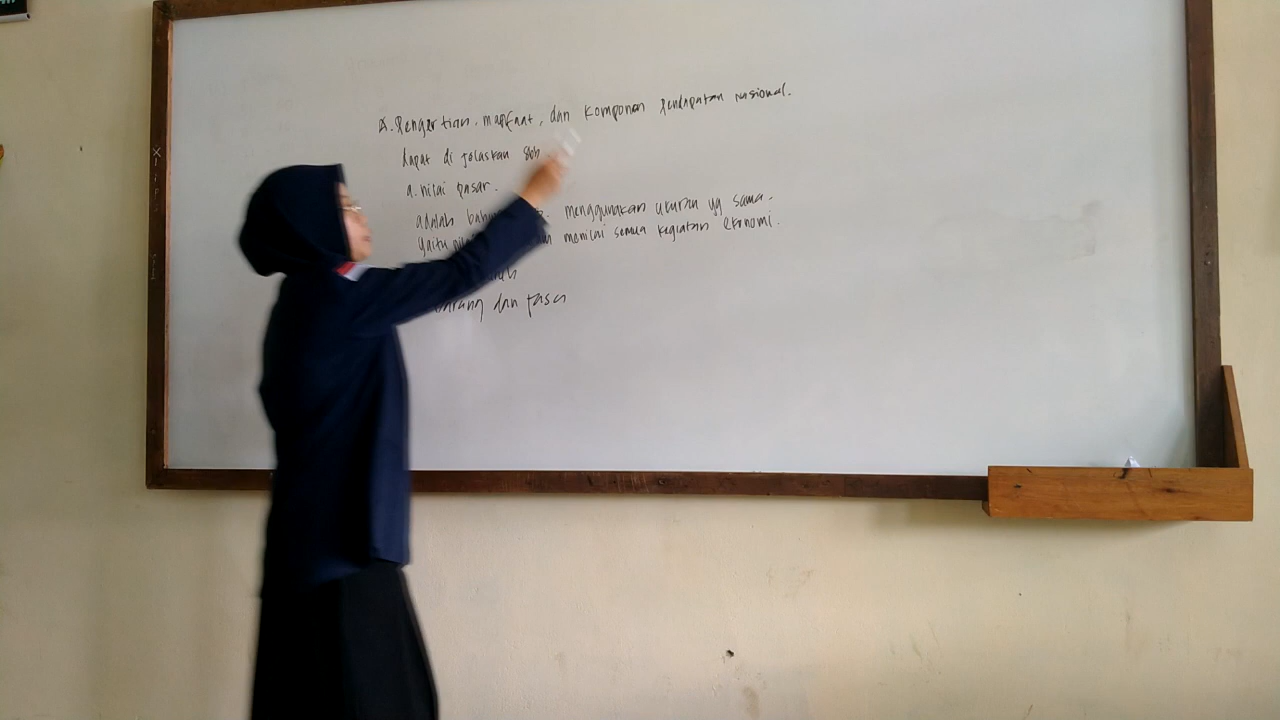 Pengertian, manfaat, dan komponen pendapatan nasional.
dapat di jelaskan sbb
a. nilai pasar.
adalah menggunakan ukuran yg sama.
yaitu menilai semua kegiatan ekonomi.
barang dan jasa